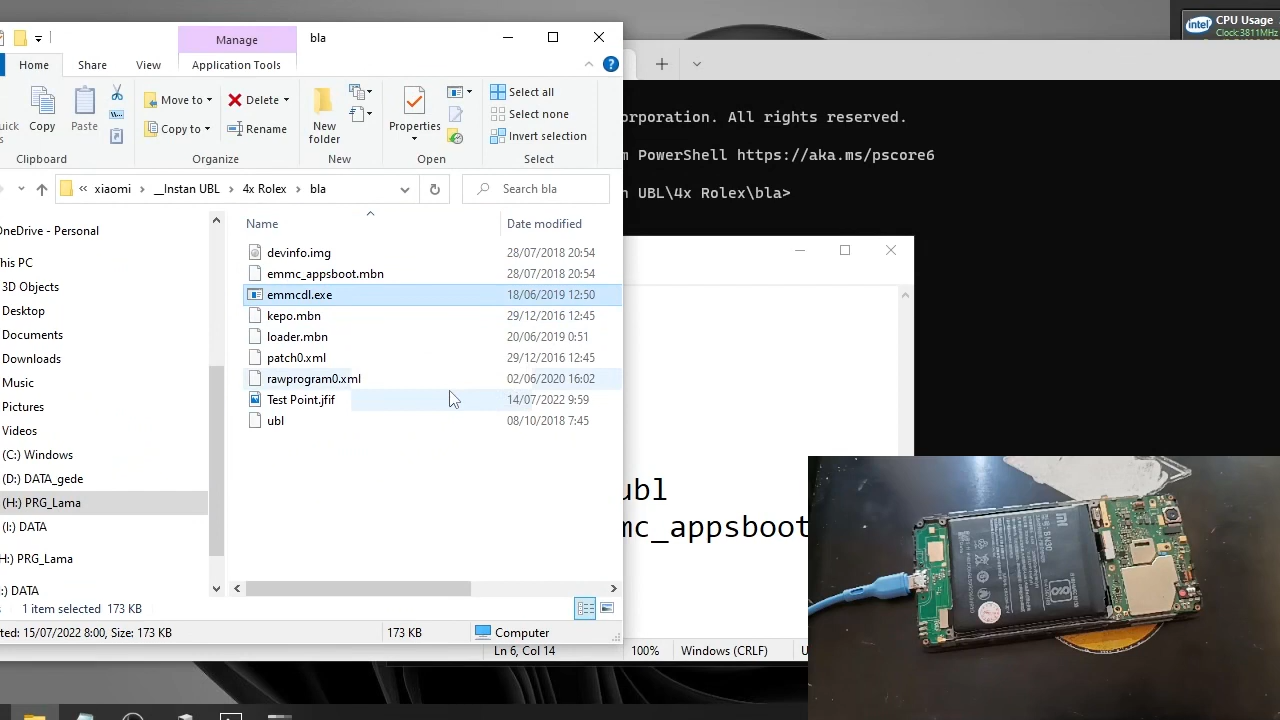 Manage
bla
Home
Share
View
Application Tools
Copy
Paste
Move to
Copy to
Delete
Rename
New
folder
Properties
Select all
Select none
Invert selection
Clipboard
Organize
New
Open
Select
xiaomi
__Instan UBL
4x Rolex
bla
Search bla
OneDrive - Personal
This PC
3D Objects
Desktop
Documents
Downloads
Music
Pictures
Videos
(C:) Windows
(D:) DATA_gede
(H:) PRG_Lama
(I:) DATA
(H:) PRG_Lama
(I:) DATA
Name
Date modified
devinfo.img 28/07/2018 20:54
emmc_appsboot.mbn 28/07/2018 20:54
emmcdl.exe 18/06/2019 12:50
kepo.mbn 29/12/2016 12:45
loader.mbn 20/06/2019 0:51
patch0.xml 29/12/2016 12:45
rawprogram0.xml 02/06/2020 16:02
Test Point.jfif 14/07/2022 9:59
ubl 08/10/2018 7:45
1 item selected 173 KB
ted: 15/07/2022 8:00, Size: 173 KB
173 KB
Computer
orporation. All rights reserved.
m PowerShell https://aka.ms/pscore6
n UBL\4x Rolex\bla>
ubl
mc_appsboot
Ln 6, Col 14
100%
Windows (CRLF)
intel
CPU Usage
Clock:3811MHz
BN30